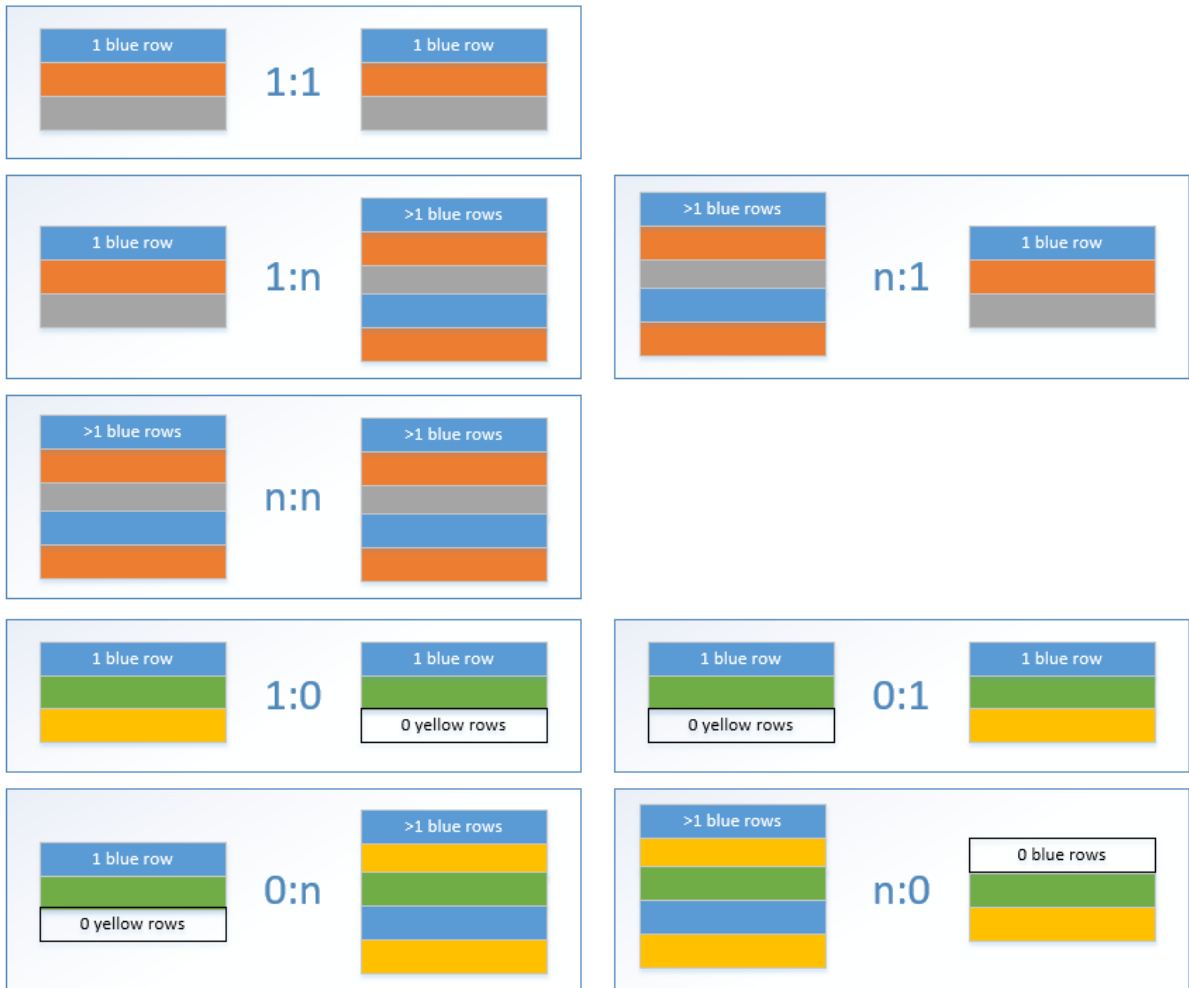 1 blue row
1:1
1 blue row
1 blue row
1:n
>1 blue rows
>1 blue rows
n:1
1 blue row
>1 blue rows
n:n
>1 blue rows
1 blue row
1:0
1 blue row
0 yellow rows
1 blue row
0 yellow rows
0:1
1 blue row
1 blue row
0 yellow rows
0:n
>1 blue rows
>1 blue rows
n:0
0 blue rows